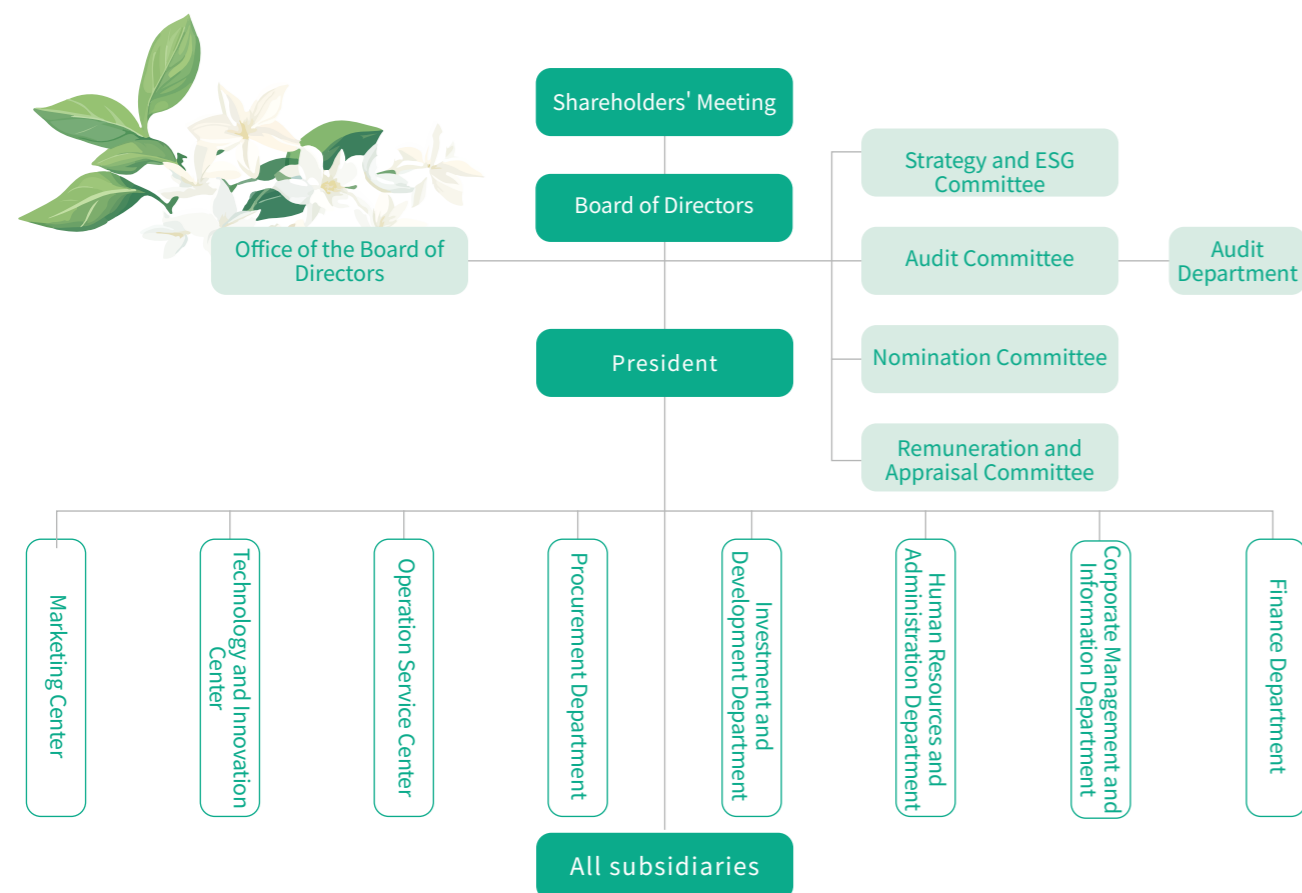 Shareholders' Meeting
Strategy and ESG
Committee
Board of Directors
Office of the Board of
Directors
Audit Committee
Audit
Department
President
Nomination Committee
Remuneration and
Appraisal Committee
Marketing Center
Technology and Innovation
Center
Operation Service Center
Procurement Department
Investment and
Development Department
Human Resources and
Administration Department
Corporate Management and
Information Department
Finance Department
All subsidiaries